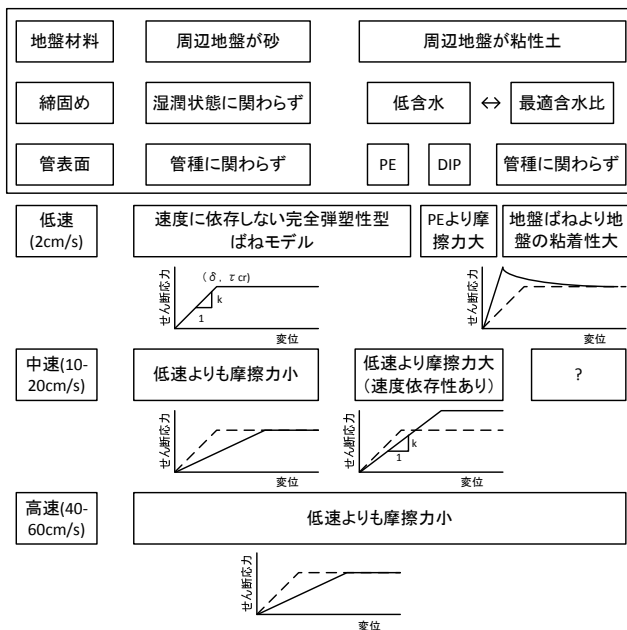 地盤材料
周辺地盤が砂
周辺地盤が粘性土
締固め
湿潤状態に関わらず
低含水
↔
最適含水比
管表面
管種に関わらず
PE
DIP
管種に関わらず
低速
(2cm/s)
速度に依存しない完全弾塑性型
ばねモデル
PEより摩
擦力大
地盤ばねより地
盤の粘着性大
せん断応力
(δ, τcr)
k
1
変位
せん断応力
変位
中速(10-
20cm/s)
低速よりも摩擦力小
低速より摩擦力大
(速度依存性あり)
?
せん断応力
変位
せん断応力
k
1
変位
高速(40-
60cm/s)
低速よりも摩擦力小
せん断応力
変位